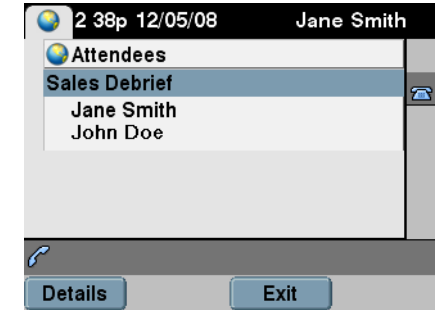 2 38p 12/05/08 Jane Smith
Attendees
Sales Debrief
Jane Smith
John Doe
Details Exit